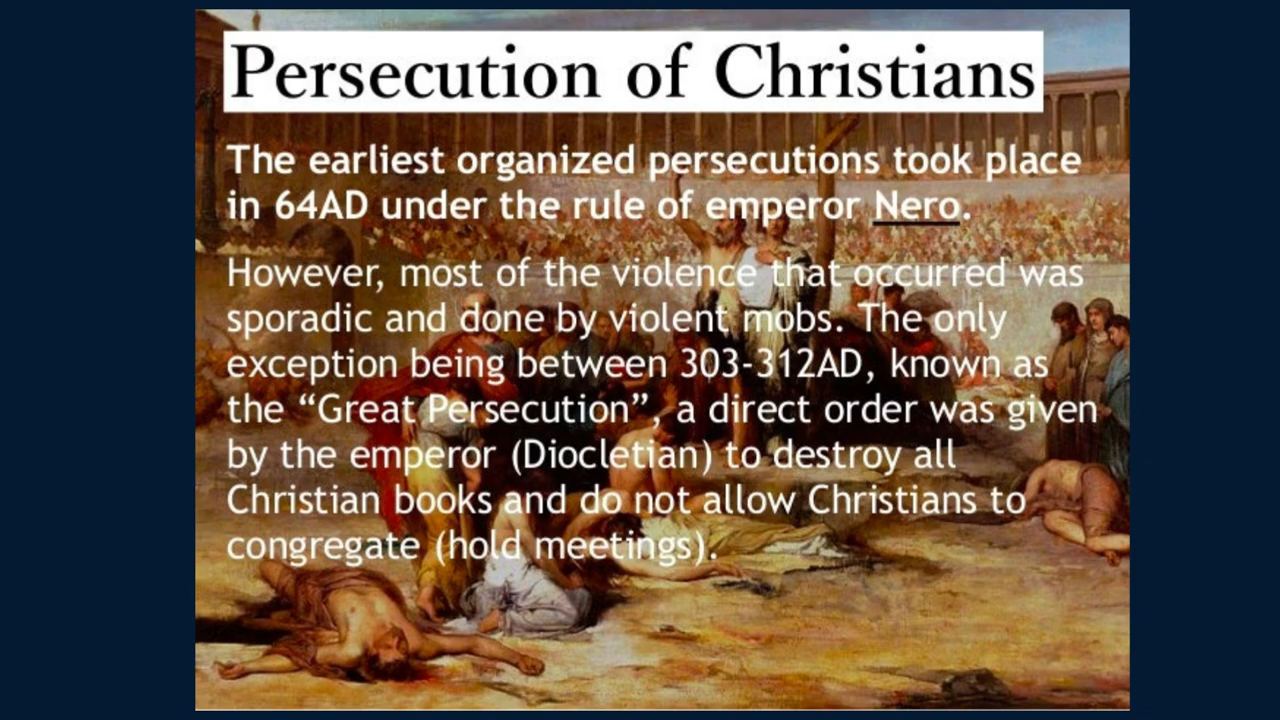 Persecution of Christians
The earliest organized persecutions took place
in 64AD under the rule of emperor Nero.
However, most of the violence that occurred was
sporadic and done by violent mobs. The only
exception being between 303-312AD, known as
the “Great Persecution”, a direct order was given
by the emperor (Diocletian) to destroy all
Christian books and do not allow Christians to
congregate (hold meetings).